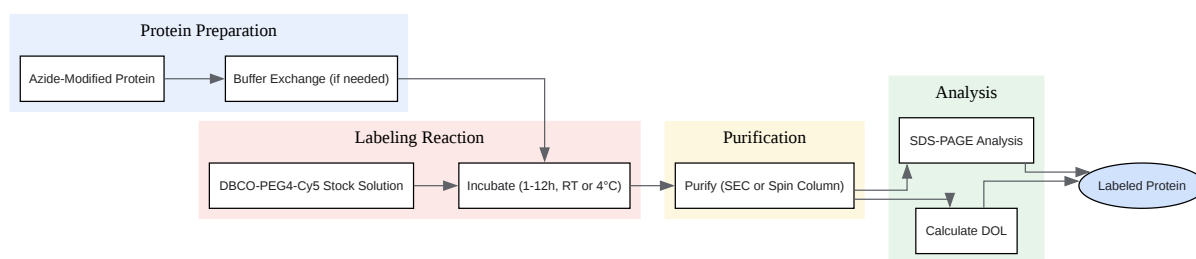 Protein Preparation
Azide-Modified Protein
Buffer Exchange (if needed)
Labeling Reaction
DBCO-PEG4-Cy5 Stock Solution
Incubate (1-12h, RT or 4°C)
Purification
Purify (SEC or Spin Column)
Analysis
SDS-PAGE Analysis
Calculate DOL
Labeled Protein